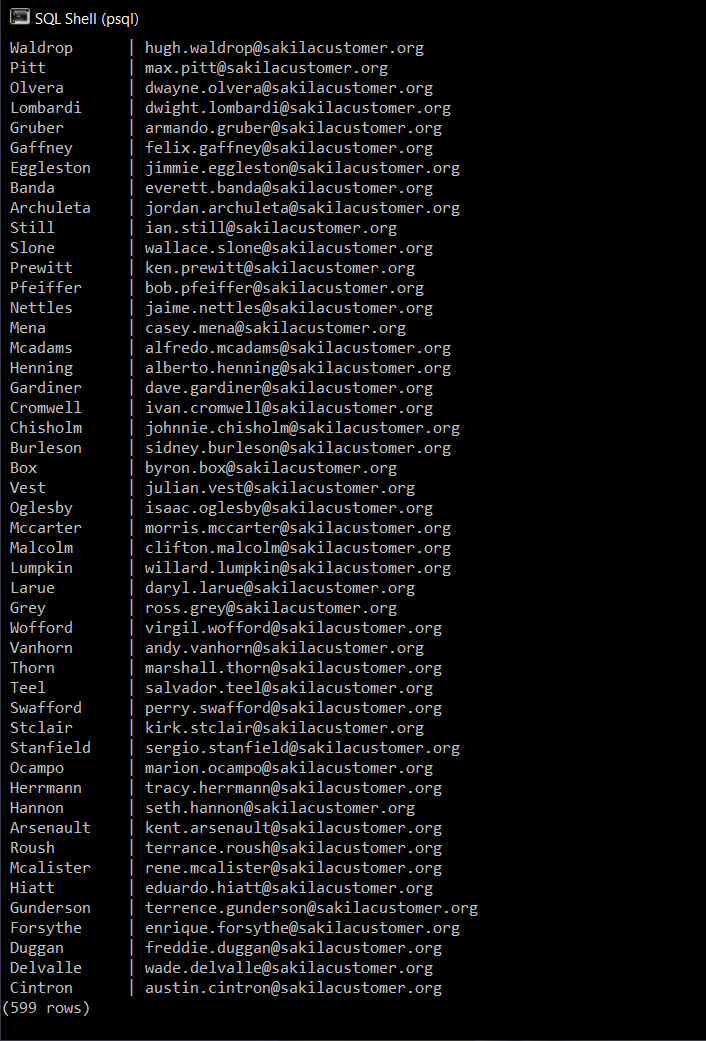 SQL Shell (psql)
Waldrop | hugh.waldrop@sakilacustomer.org
Pitt | max.pitt@sakilacustomer.org
Olvera | dwayne.olvera@sakilacustomer.org
Lombardi | dwight.lombardi@sakilacustomer.org
Gruber | armando.gruber@sakilacustomer.org
Gaffney | felix.gaffney@sakilacustomer.org
Eggleston | jimmie.eggleston@sakilacustomer.org
Banda | everett.banda@sakilacustomer.org
Archuleta | jordan.archuleta@sakilacustomer.org
Still | ian.still@sakilacustomer.org
Slone | wallace.slone@sakilacustomer.org
Prewitt | ken.prewitt@sakilacustomer.org
Pfeiffer | bob.pfeiffer@sakilacustomer.org
Nettles | jaime.nettles@sakilacustomer.org
Mena | casey.mena@sakilacustomer.org
Mcadams | alfredo.mcadams@sakilacustomer.org
Henning | alberto.henning@sakilacustomer.org
Gardiner | dave.gardiner@sakilacustomer.org
Cromwell | ivan.cromwell@sakilacustomer.org
Chisholm | johnnie.chisholm@sakilacustomer.org
Burleson | sidney.burleson@sakilacustomer.org
Box | byron.box@sakilacustomer.org
Vest | julian.vest@sakilacustomer.org
Oglesby | isaac.oglesby@sakilacustomer.org
Mccarter | morris.mccarter@sakilacustomer.org
Malcolm | clifton.malcolm@sakilacustomer.org
Lumpkin | willard.lumpkin@sakilacustomer.org
Larue | daryl.larue@sakilacustomer.org
Grey | ross.grey@sakilacustomer.org
Wofford | virgil.wofford@sakilacustomer.org
Vanhorn | andy.vanhorn@sakilacustomer.org
Thorn | marshall.thorn@sakilacustomer.org
Teel | salvador.teel@sakilacustomer.org
Swafford | perry.swafford@sakilacustomer.org
Stclair | kirk.stclair@sakilacustomer.org
Stanfield | sergio.stanfield@sakilacustomer.org
Ocampo | marion.ocampo@sakilacustomer.org
Herrmann | tracy.herrmann@sakilacustomer.org
Hannon | seth.hannon@sakilacustomer.org
Arsenault | kent.arsenault@sakilacustomer.org
Roush | terrance.roush@sakilacustomer.org
Mcalister | rene.mcalister@sakilacustomer.org
Hiatt | eduardo.hiatt@sakilacustomer.org
Gunderson | terrence.gunderson@sakilacustomer.org
Forsythe | enrique.forsythe@sakilacustomer.org
Duggan | freddie.duggan@sakilacustomer.org
Delvalle | wade.delvalle@sakilacustomer.org
Cintron | austin.cintron@sakilacustomer.org
(599 rows)